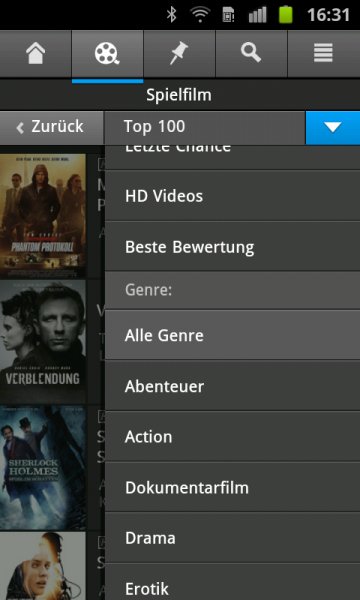 16:31
Spielfilm
Zurück
Top 100
Letzte Chance
HD Videos
Beste Bewertung
Genre:
Alle Genre
Abenteuer
Action
Dokumentarfilm
Drama
Erotik
PHANTOM PROTOKOLL
VERBLENDUNG
SHERLOCK
HOLMES